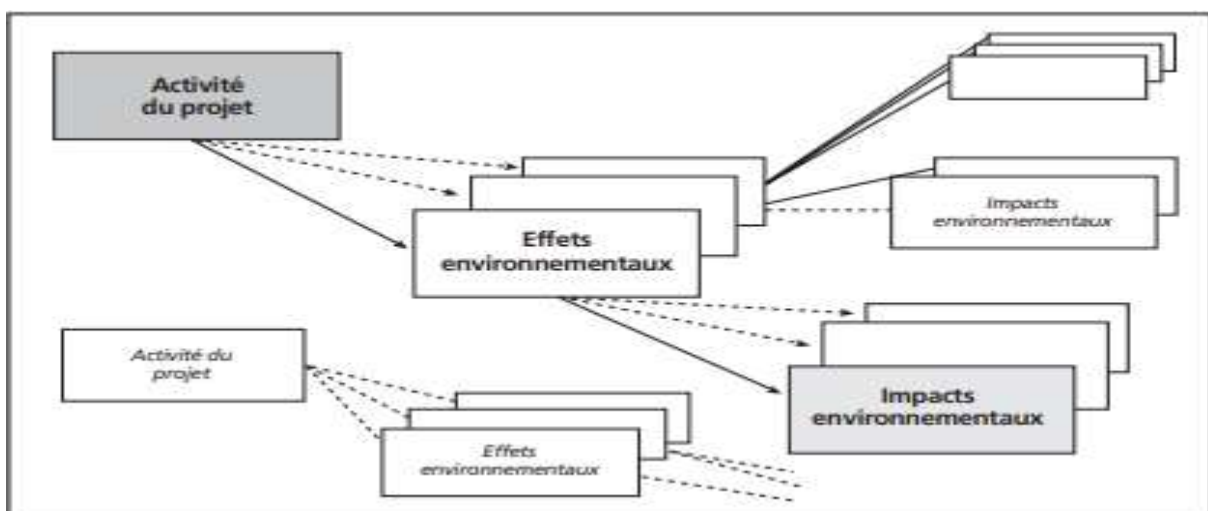 Activité
du projet
Impacts
environnementaux
Effets
environnementaux
Activité du
projet
Impacts
environnementaux
Effets
environnementaux